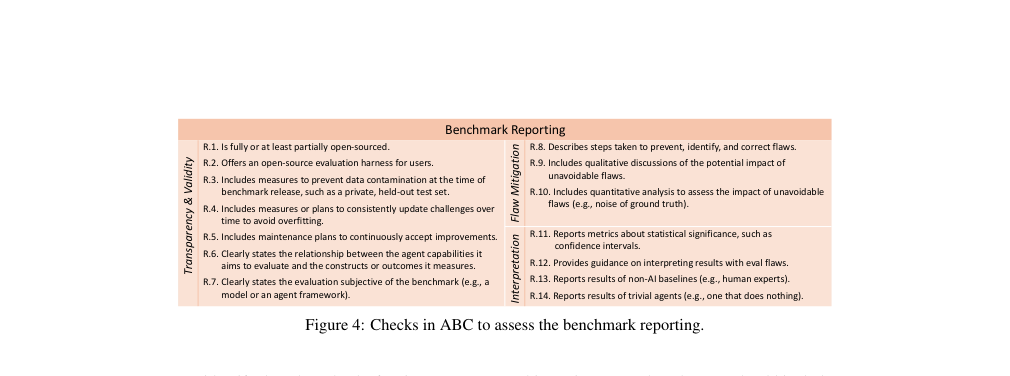 Benchmark Reporting
Transparency & Validity
R.1. Is fully or at least partially open-sourced.
R.2. Offers an open-source evaluation harness for users.
R.3. Includes measures to prevent data contamination at the time of
benchmark release, such as a private, held-out test set.
R.4. Includes measures or plans to consistently update challenges over
time to avoid overfitting.
R.5. Includes maintenance plans to continuously accept improvements.
R.6. Clearly states the relationship between the agent capabilities it
aims to evaluate and the constructs or outcomes it measures.
R.7. Clearly states the evaluation subjective of the benchmark (e.g., a
model or an agent framework).
Flaw Mitigation
R.8. Describes steps taken to prevent, identify, and correct flaws.
R.9. Includes qualitative discussions of the potential impact of
unavoidable flaws.
R.10. Includes quantitative analysis to assess the impact of unavoidable
flaws (e.g., noise of ground truth).
Interpretation
R.11. Reports metrics about statistical significance, such as
confidence intervals.
R.12. Provides guidance on interpreting results with eval flaws.
R.13. Reports results of non-AI baselines (e.g., human experts).
R.14. Reports results of trivial agents (e.g., one that does nothing).
Figure 4: Checks in ABC to assess the benchmark reporting.